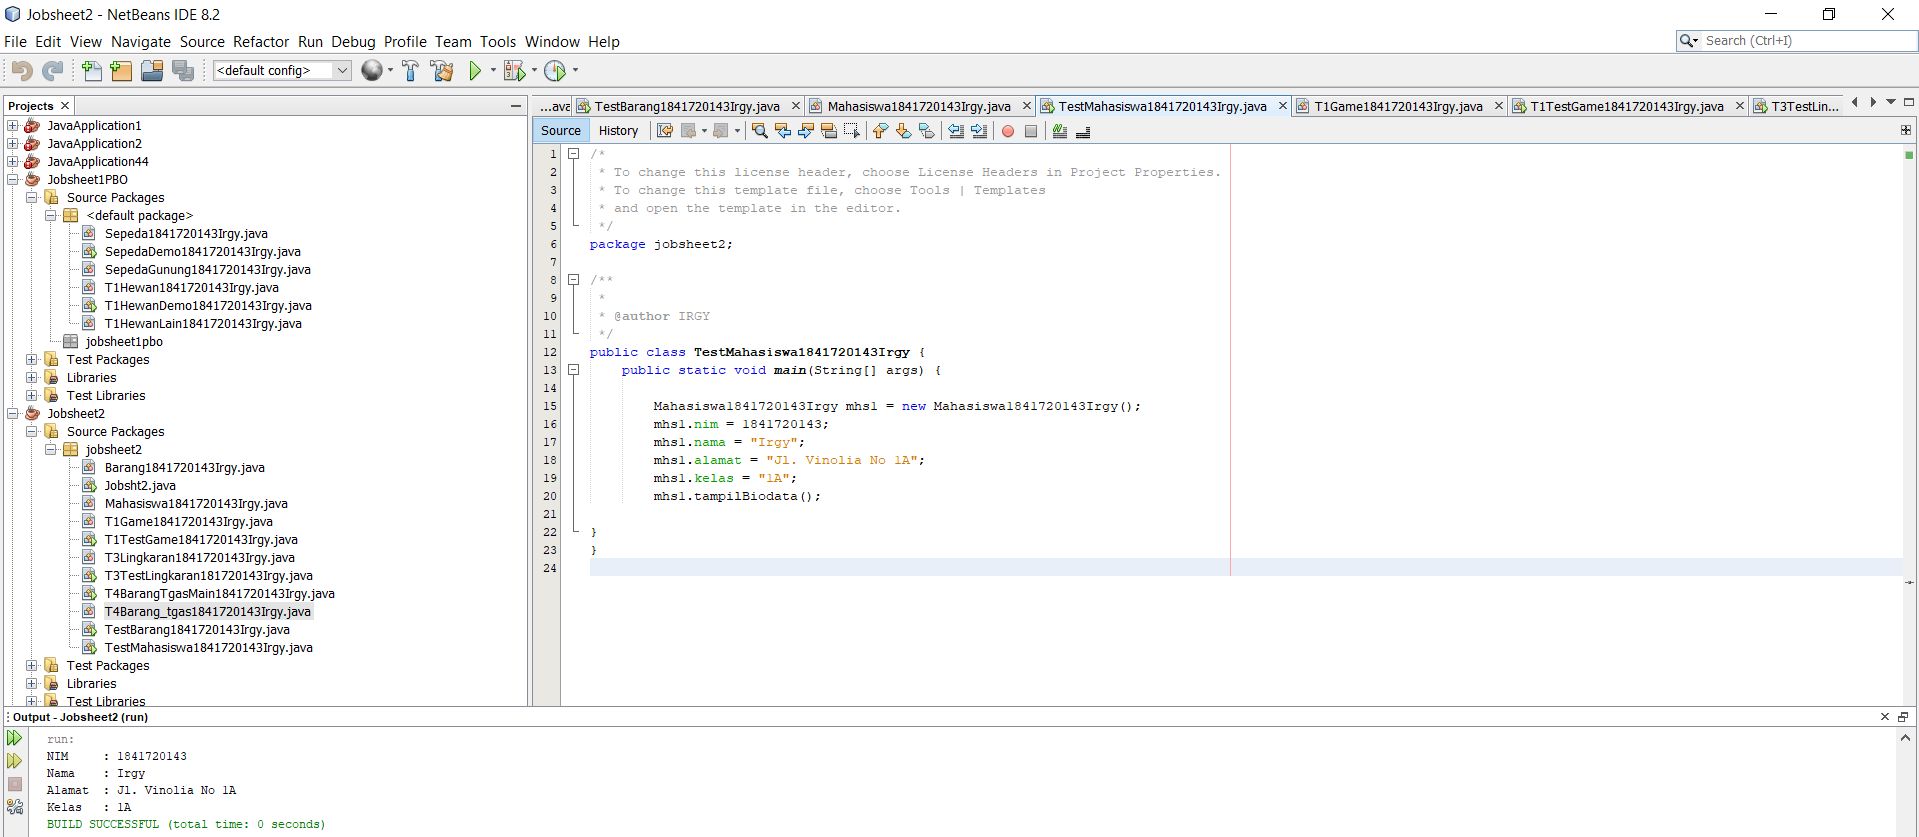 Jobsheet2 - NetBeans IDE 8.2
File Edit View Navigate Source Refactor Run Debug Profile Team Tools Window Help
Search (Ctrl+I)
<default config>
Projects
JavaApplication1
JavaApplication2
JavaApplication44
Jobsheet1PBO
Source Packages
<default package>
Sepeda1841720143Irgy.java
SepedaDemo1841720143Irgy.java
SepedaGunung1841720143Irgy.java
T1Hewan1841720143Irgy.java
T1HewanDemo1841720143Irgy.java
T1HewanLain1841720143Irgy.java
jobsheet1pbo
Test Packages
Libraries
Test Libraries
Jobsheet2
Source Packages
jobsheet2
Barang1841720143Irgy.java
Jobsht2.java
Mahasiswa1841720143Irgy.java
T1Game1841720143Irgy.java
T1TestGame1841720143Irgy.java
T3Lingkaran1841720143Irgy.java
T3TestLingkaran181720143Irgy.java
T4BarangTgasMain1841720143Irgy.java
T4Barang_tgas1841720143Irgy.java
TestBarang1841720143Irgy.java
TestMahasiswa1841720143Irgy.java
Test Packages
Libraries
Test Libraries
...ava TestBarang1841720143Irgy.java Mahasiswa1841720143Irgy.java TestMahasiswa1841720143Irgy.java T1Game1841720143Irgy.java T1TestGame1841720143Irgy.java T3TestLin...
Source History
1 /*
2 * To change this license header, choose License Headers in Project Properties.
3 * To change this template file, choose Tools | Templates
4 * and open the template in the editor.
5 */
6 package jobsheet2;
7
8 /**
9 *
10 * @author IRGY
11 */
12 public class TestMahasiswa1841720143Irgy {
13 public static void main(String[] args) {
14
15 Mahasiswa1841720143Irgy mhs1 = new Mahasiswa1841720143Irgy();
16 mhs1.nim = 1841720143;
17 mhs1.nama = "Irgy";
18 mhs1.alamat = "Jl. Vinolia No 1A";
19 mhs1.kelas = "1A";
20 mhs1.tampilBiodata();
21
22 }
23 }
24
Output - Jobsheet2 (run)
run:
NIM : 1841720143
Nama : Irgy
Alamat : Jl. Vinolia No 1A
Kelas : 1A
BUILD SUCCESSFUL (total time: 0 seconds)